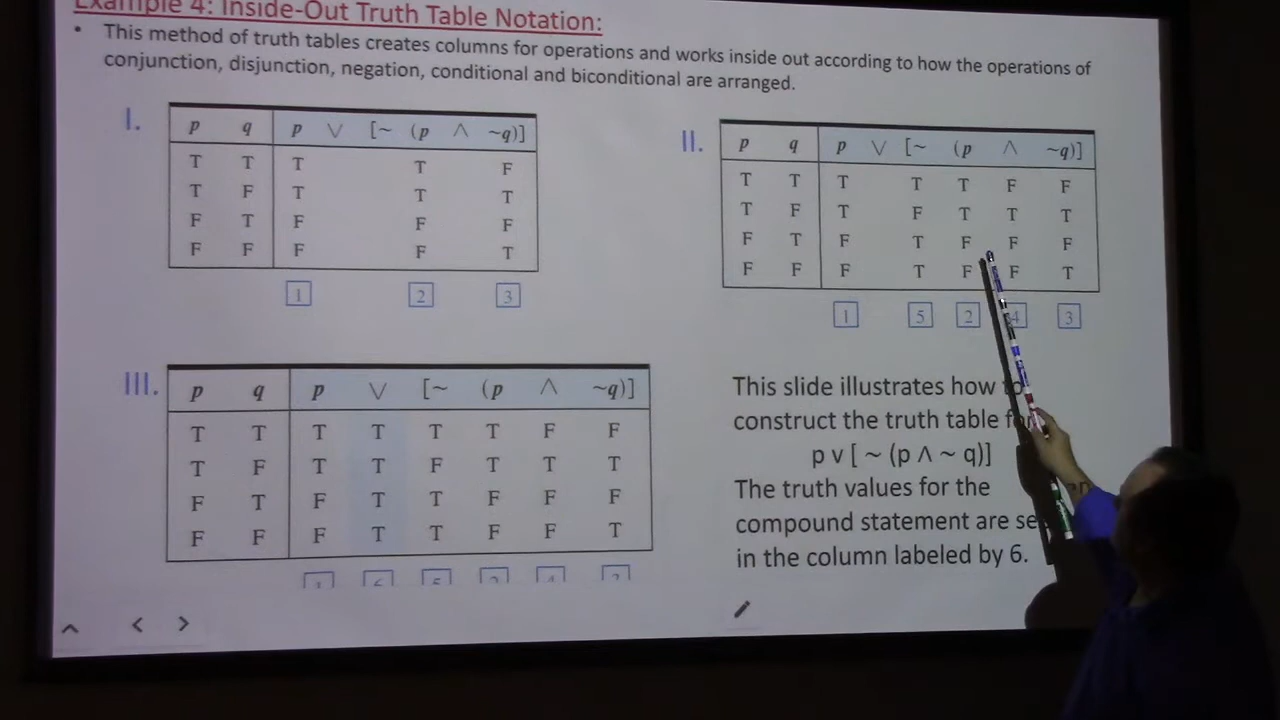 Example 4: Inside-Out Truth Table Notation:
• This method of truth tables creates columns for operations and works inside out according to how the operations of
conjunction, disjunction, negation, conditional and biconditional are arranged.
I.
p q p ∨ [~ (p ∧ ~q)]
T T T T F
T F T T T
F T F F F
F F F F T
1 2 3
II.
p q p ∨ [~ (p ∧ ~q)]
T T T T T F F
T F T F T T T
F T F T F F F
F F F T F F T
1 5 2 4 3
III.
p q p ∨ [~ (p ∧ ~q)]
T T T T T T F F
T F T T F T T T
F T F T T F F F
F F F T T F F T
This slide illustrates how
construct the truth table
p v [ ~ (p ∧ ~ q)]
The truth values for the
compound statement are
in the column labeled by 6.